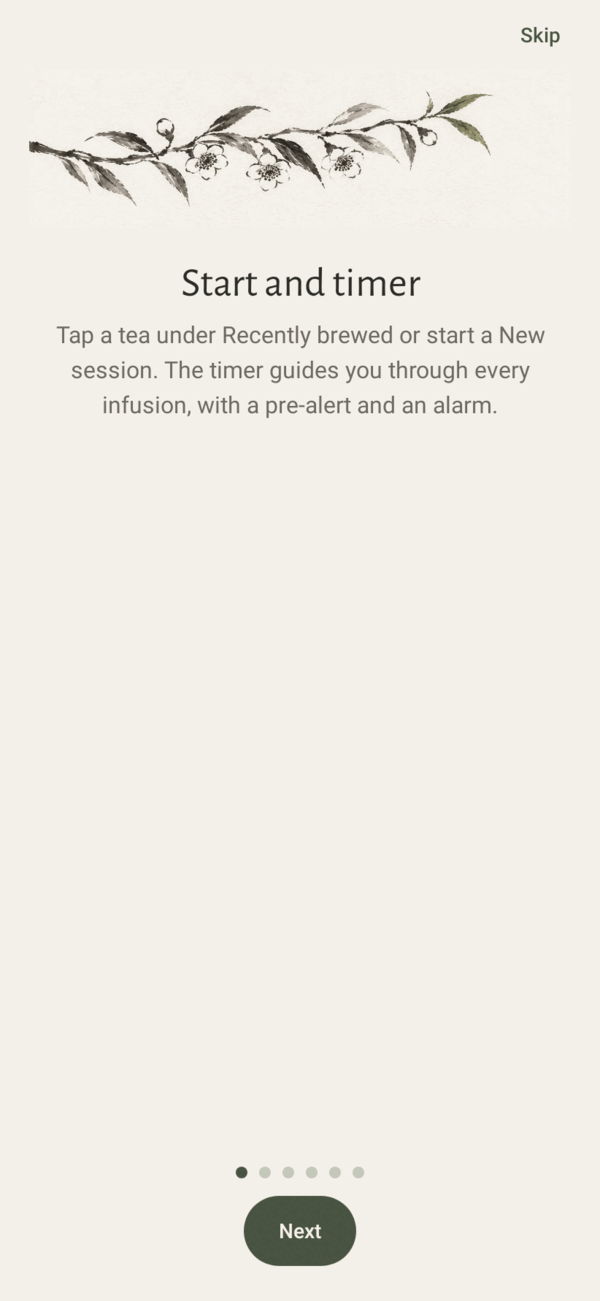 Skip
Start and timer
Tap a tea under Recently brewed or start a New
session. The timer guides you through every
infusion, with a pre-alert and an alarm.
Next